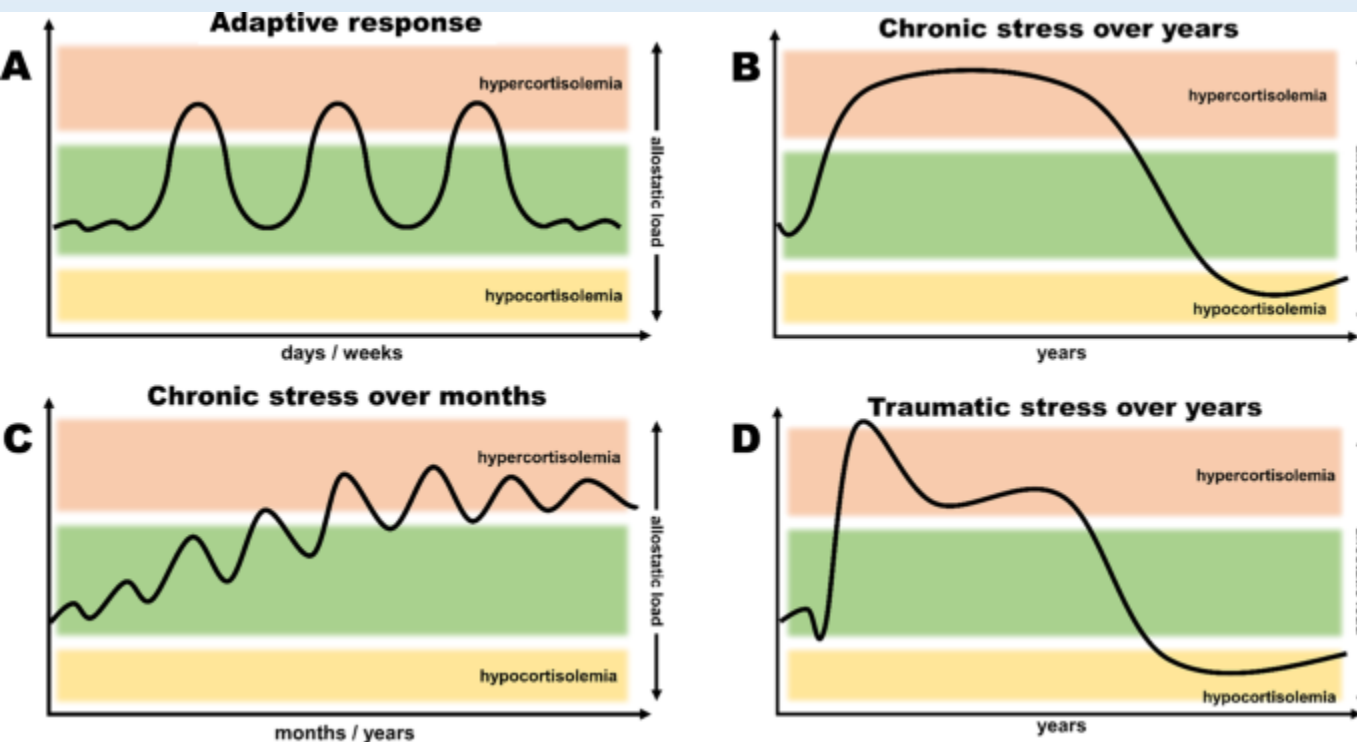 Adaptive response
A
hypercortisolemia
allostatic load
hypocortisolemia
days / weeks
Chronic stress over years
B
hypercortisolemia
hypocortisolemia
years
Chronic stress over months
C
hypercortisolemia
allostatic load
hypocortisolemia
months / years
Traumatic stress over years
D
hypercortisolemia
hypocortisolemia
years